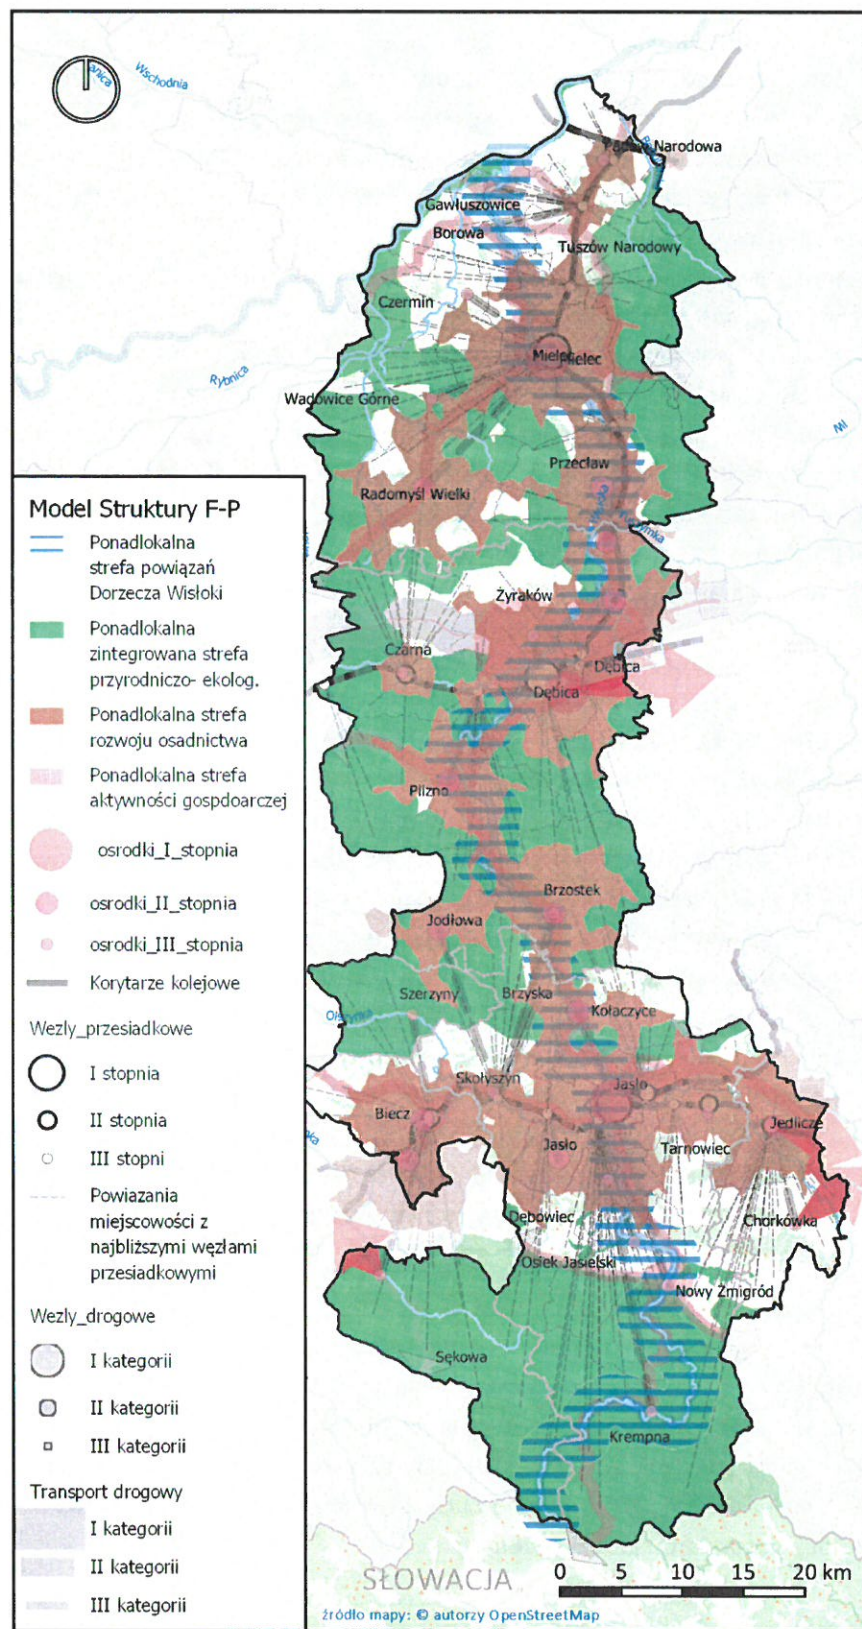 Wschodnia
Padew Narodowa
Gawłuszowice
Borowa
Tuszów Narodowy
Czermin
Mielec
Mielec
Rybnica
Wadowice Górne
Przecław
Radomyśl Wielki
Żyraków
Czarna
Dębica
Dębica
Pilzno
Brzostek
Jodłowa
Szerzyny
Brzyska
Kołaczyce
Skołyszyn
Jasło
Biecz
Jasło
Tarnowiec
Jedlicze
Dębowiec
Chorkówka
Osiek Jasielski
Nowy Żmigród
Sękowa
Krempna
SŁOWACJA
0 5 10 15 20 km
źródło mapy: © autorzy OpenStreetMap
Model Struktury F-P
Ponadlokalna
strefa powiązań
Dorzecza Wisłoki
Ponadlokalna
zintegrowana strefa
przyrodniczo- ekolog.
Ponadlokalna strefa
rozwoju osadnictwa
Ponadlokalna strefa
aktywności gospdoarczej
osrodki_I_stopnia
osrodki_II_stopnia
osrodki_III_stopnia
Korytarze kolejowe
Wezly_przesiadkowe
I stopnia
II stopnia
III stopni
Powiazania
miejscowości z
najbliższymi węzłami
przesiadkowymi
Wezly_drogowe
I kategorii
II kategorii
III kategorii
Transport drogowy
I kategorii
II kategorii
III kategorii